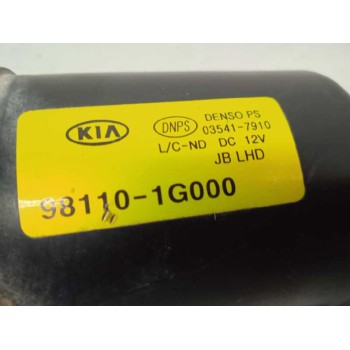 KIA
DNPS
DENSO PS
03541-7910
L/C-ND DC 12V
JB LHD
98110-1G000